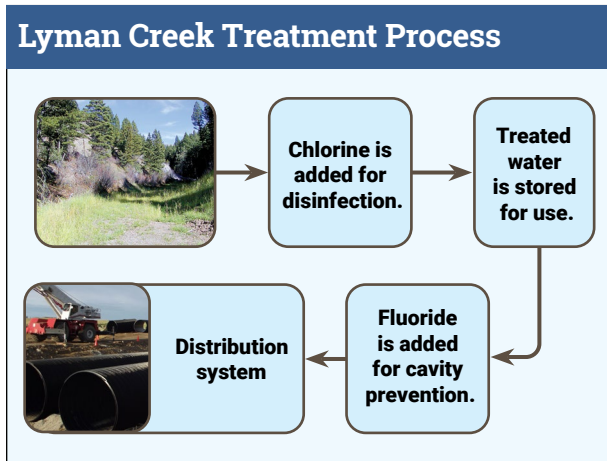 Lyman Creek Treatment Process
Chlorine is
added for
disinfection.
Treated
water
is stored
for use.
Fluoride
is added
for cavity
prevention.
Distribution
system